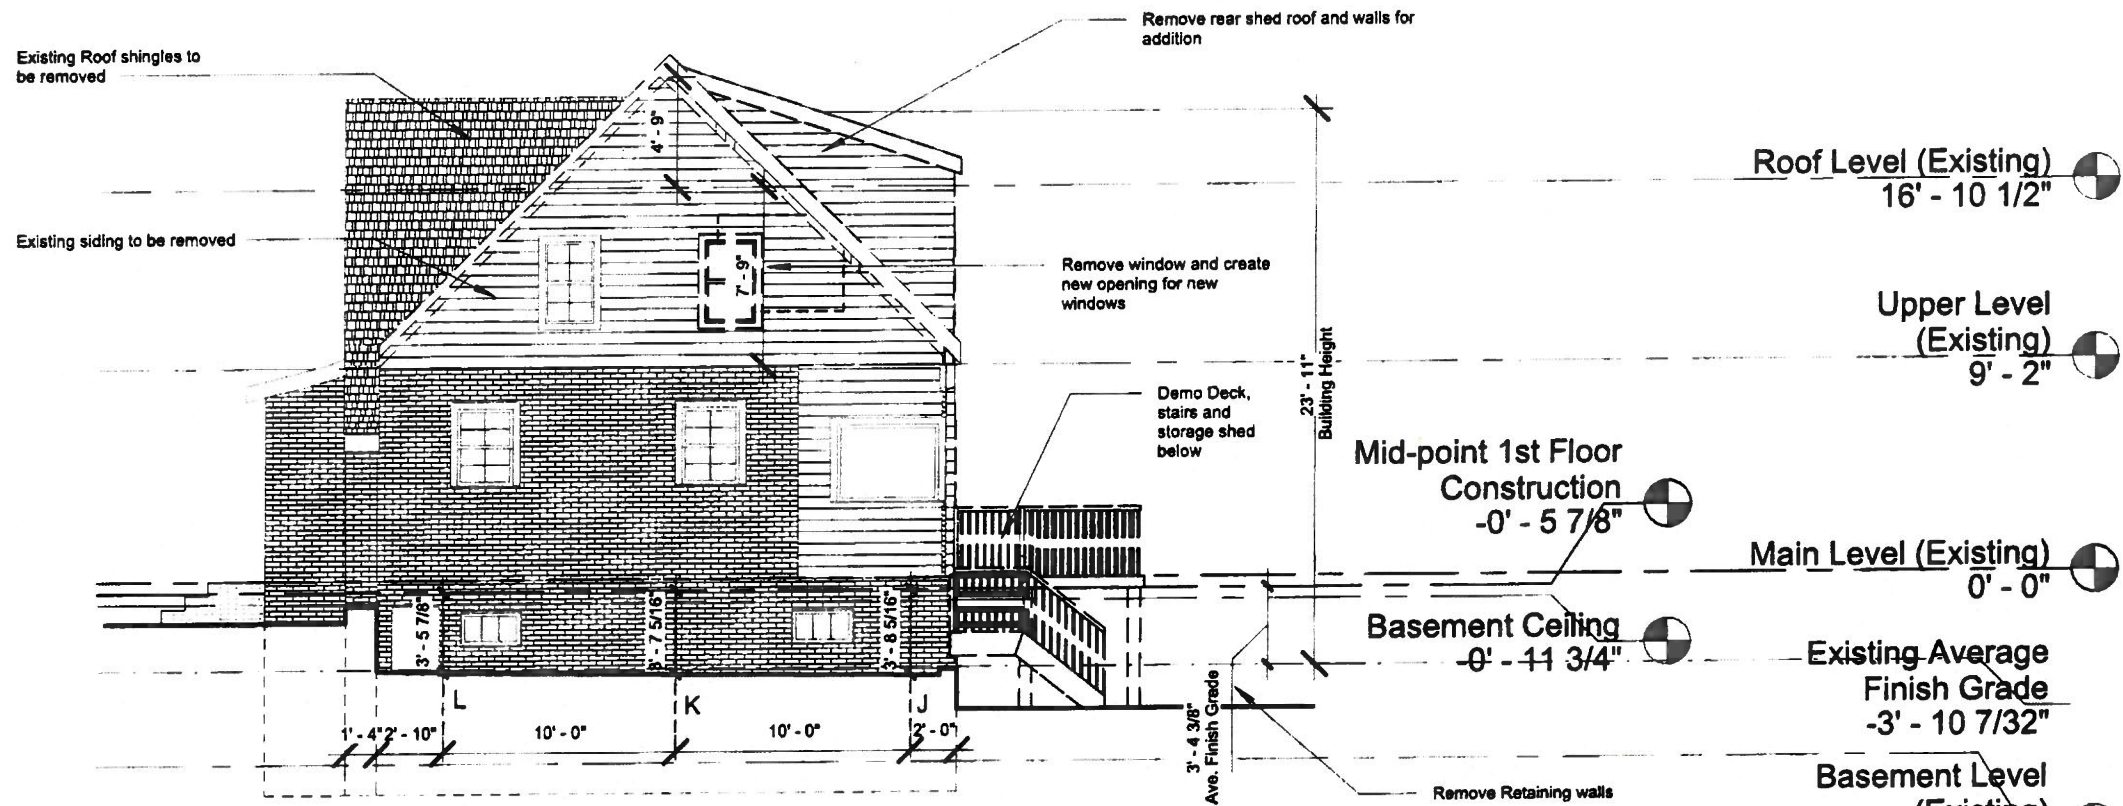 Remove rear shed roof and walls for
addition
Existing Roof shingles to
be removed
4' - 9"
Roof Level (Existing)
16' - 10 1/2"
Existing siding to be removed
7' - 9"
Remove window and create
new opening for new
windows
Upper Level
(Existing)
9' - 2"
23' - 11"
Building Height
Demo Deck,
stairs and
storage shed
below
Mid-point 1st Floor
Construction
-0' - 5 7/8"
Main Level (Existing)
0' - 0"
3' - 5 7/8"
3' - 7 5/16"
3' - 8 5/16"
Basement Ceiling
-0' - 11 3/4"
Existing Average
Finish Grade
-3' - 10 7/32"
L
K
J
1' - 4"
2' - 10"
10' - 0"
10' - 0"
2' - 0"
3' - 4 3/8"
Ave. Finish Grade
Remove Retaining walls
Basement Level
(Existing)